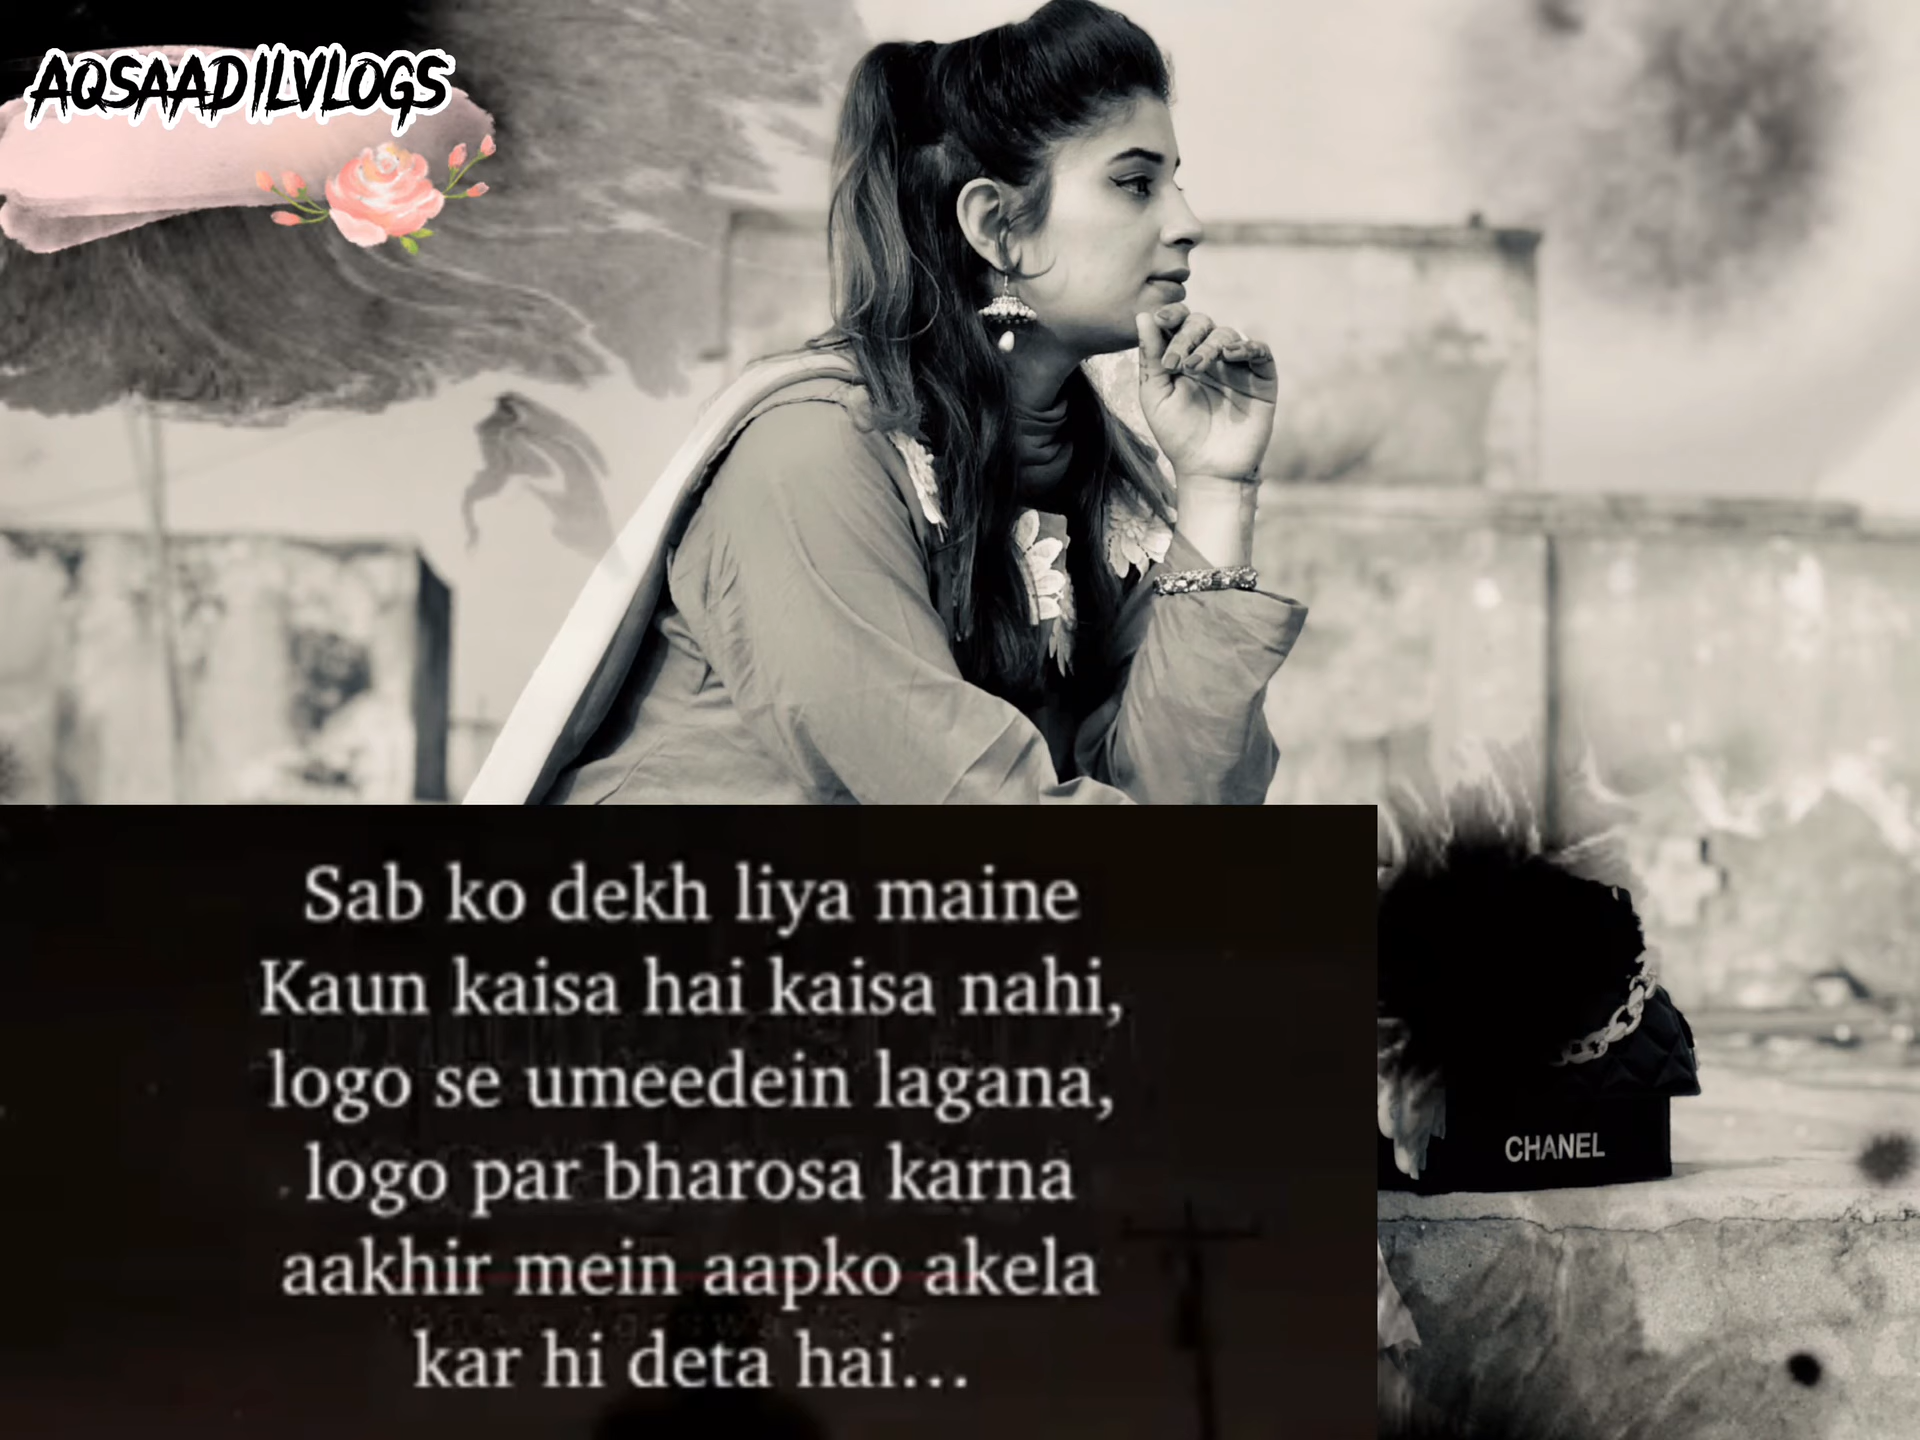 AQSAADILVLOGS
Sab ko dekh liya maine
Kaun kaisa hai kaisa nahi,
logo se umeedein lagana,
logo par bharosa karna
aakhir mein aapko akela
kar hi deta hai...
CHANEL